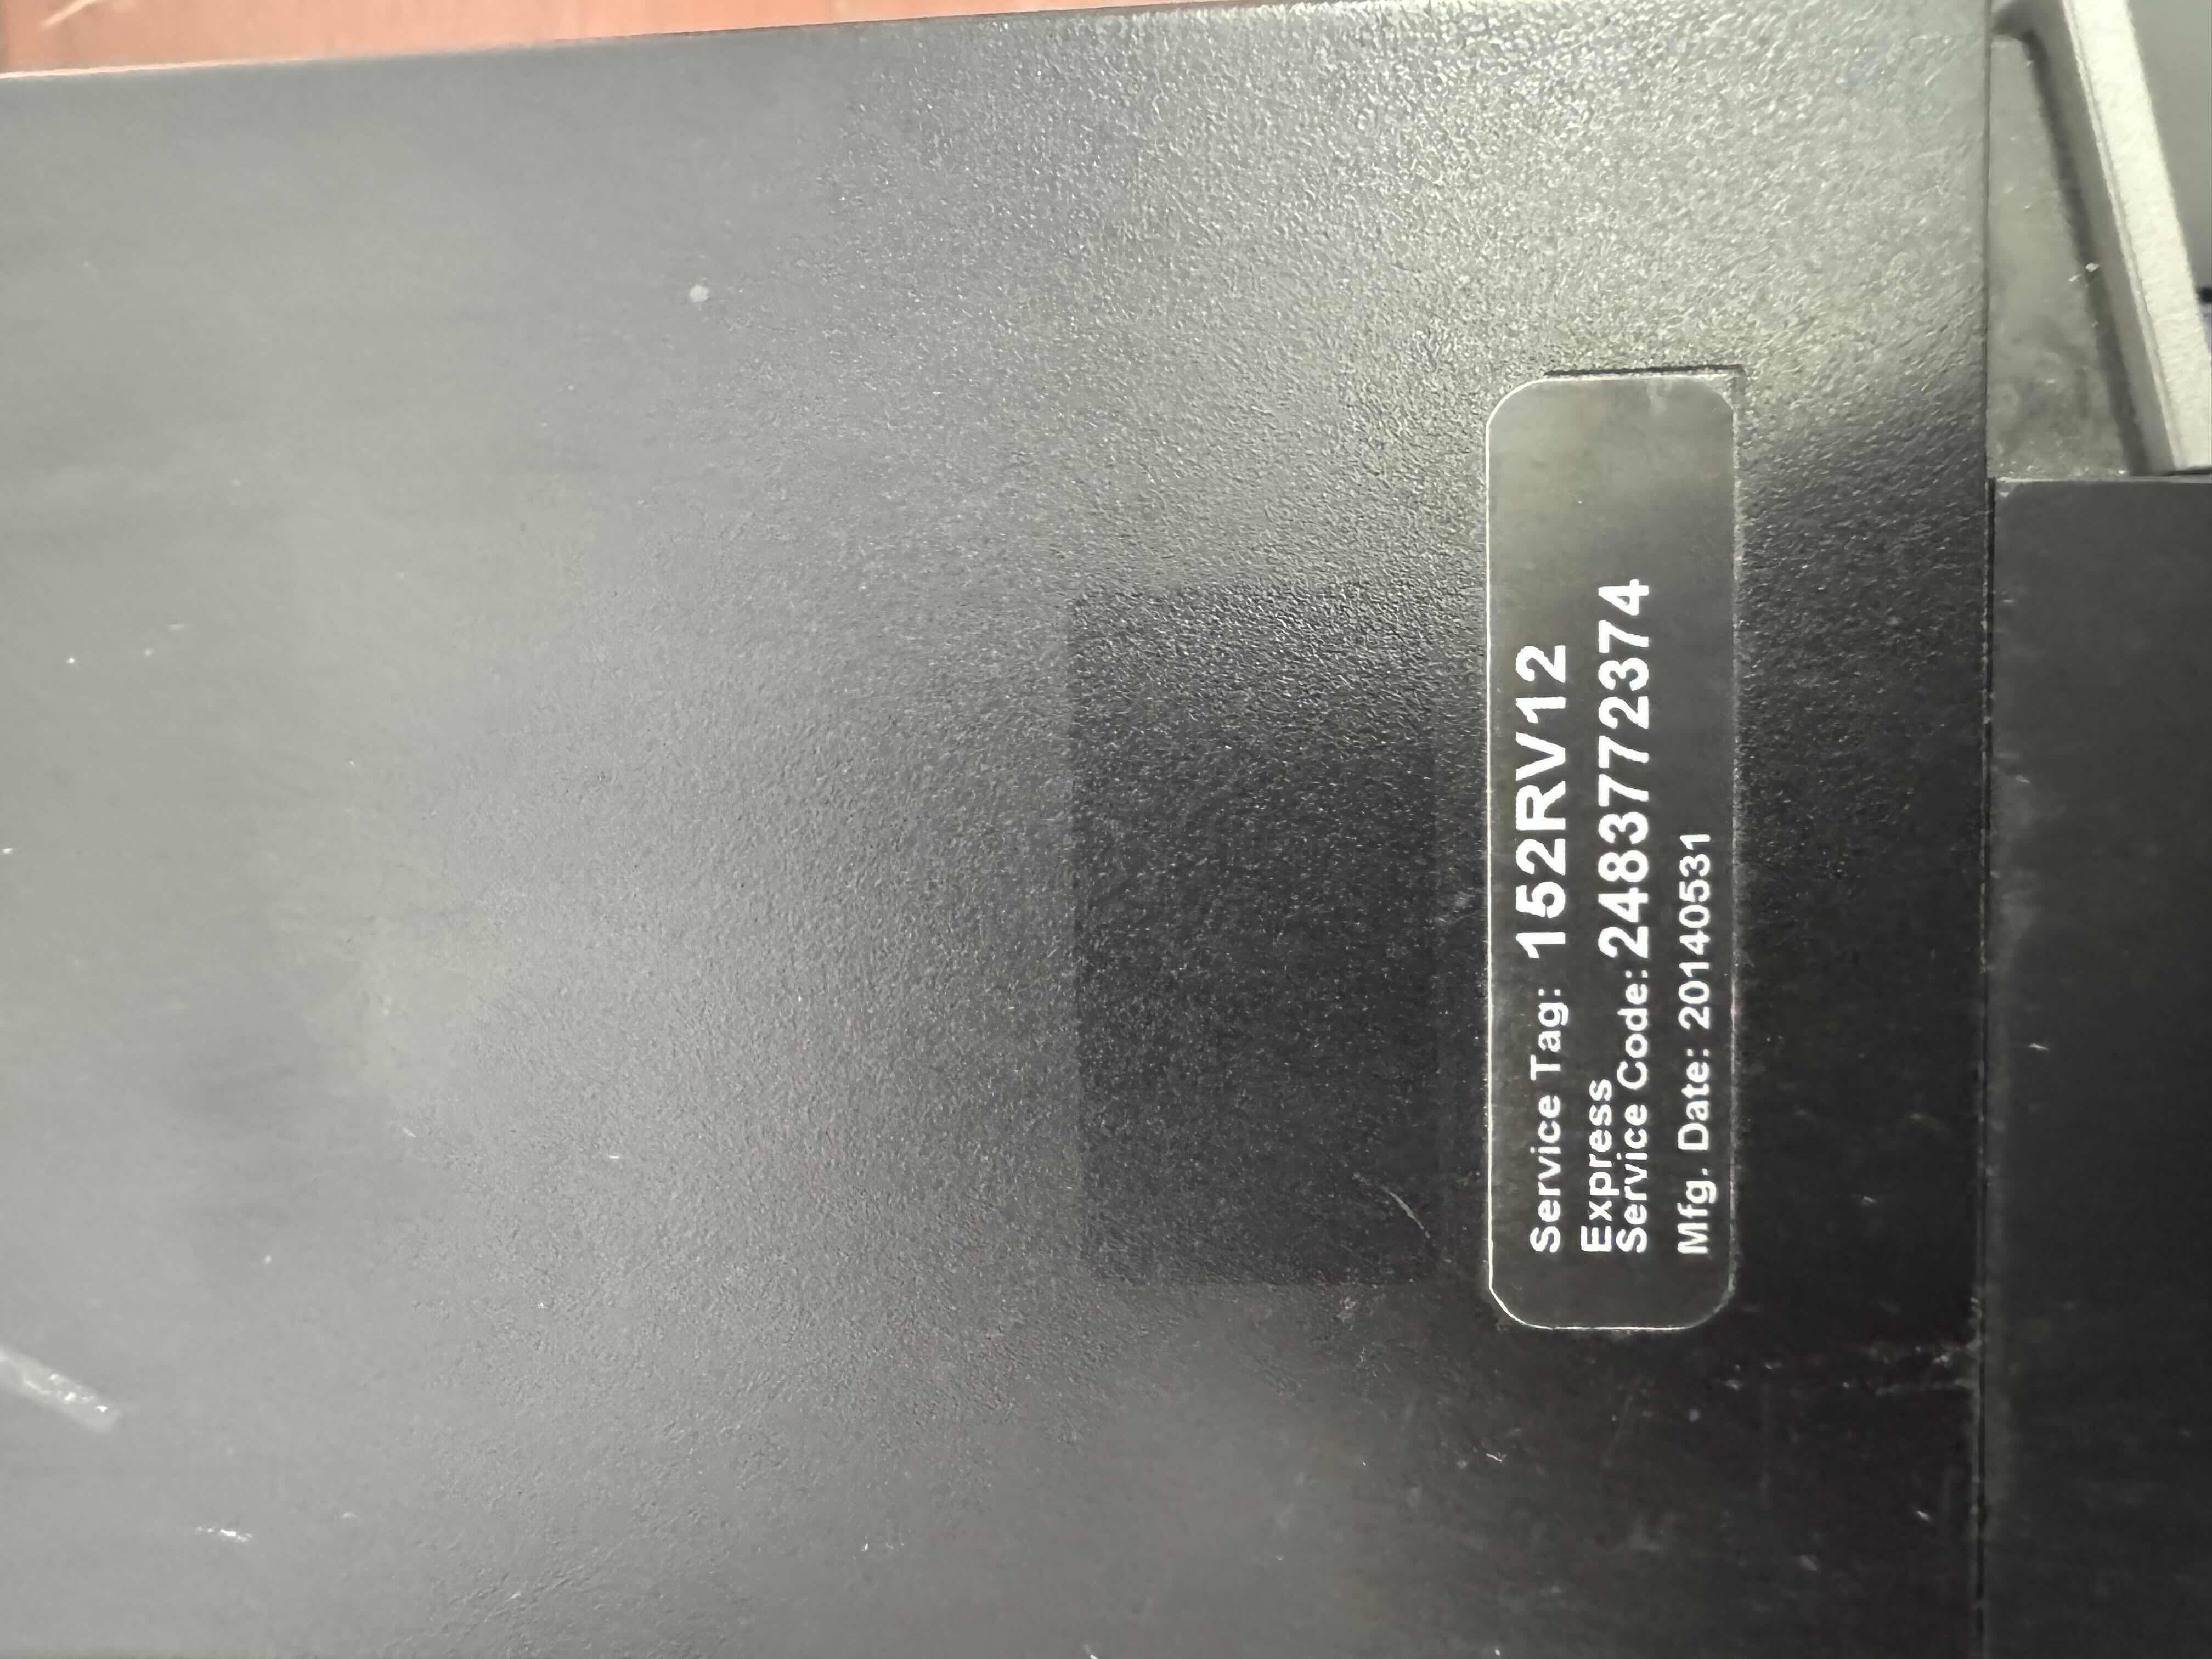 Service Tag: 152RV12
Express
Service Code: 2483772374
Mfg. Date: 20140531